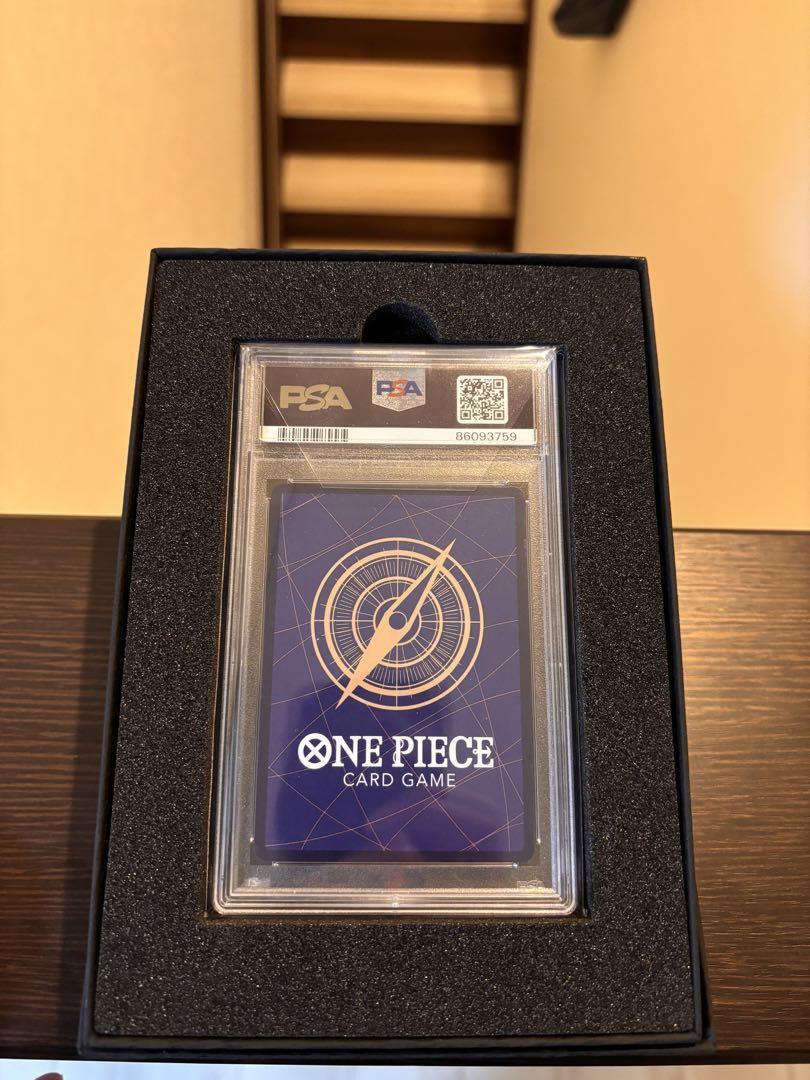 PSA PSA
86093759
ONE PIECE
CARD GAME